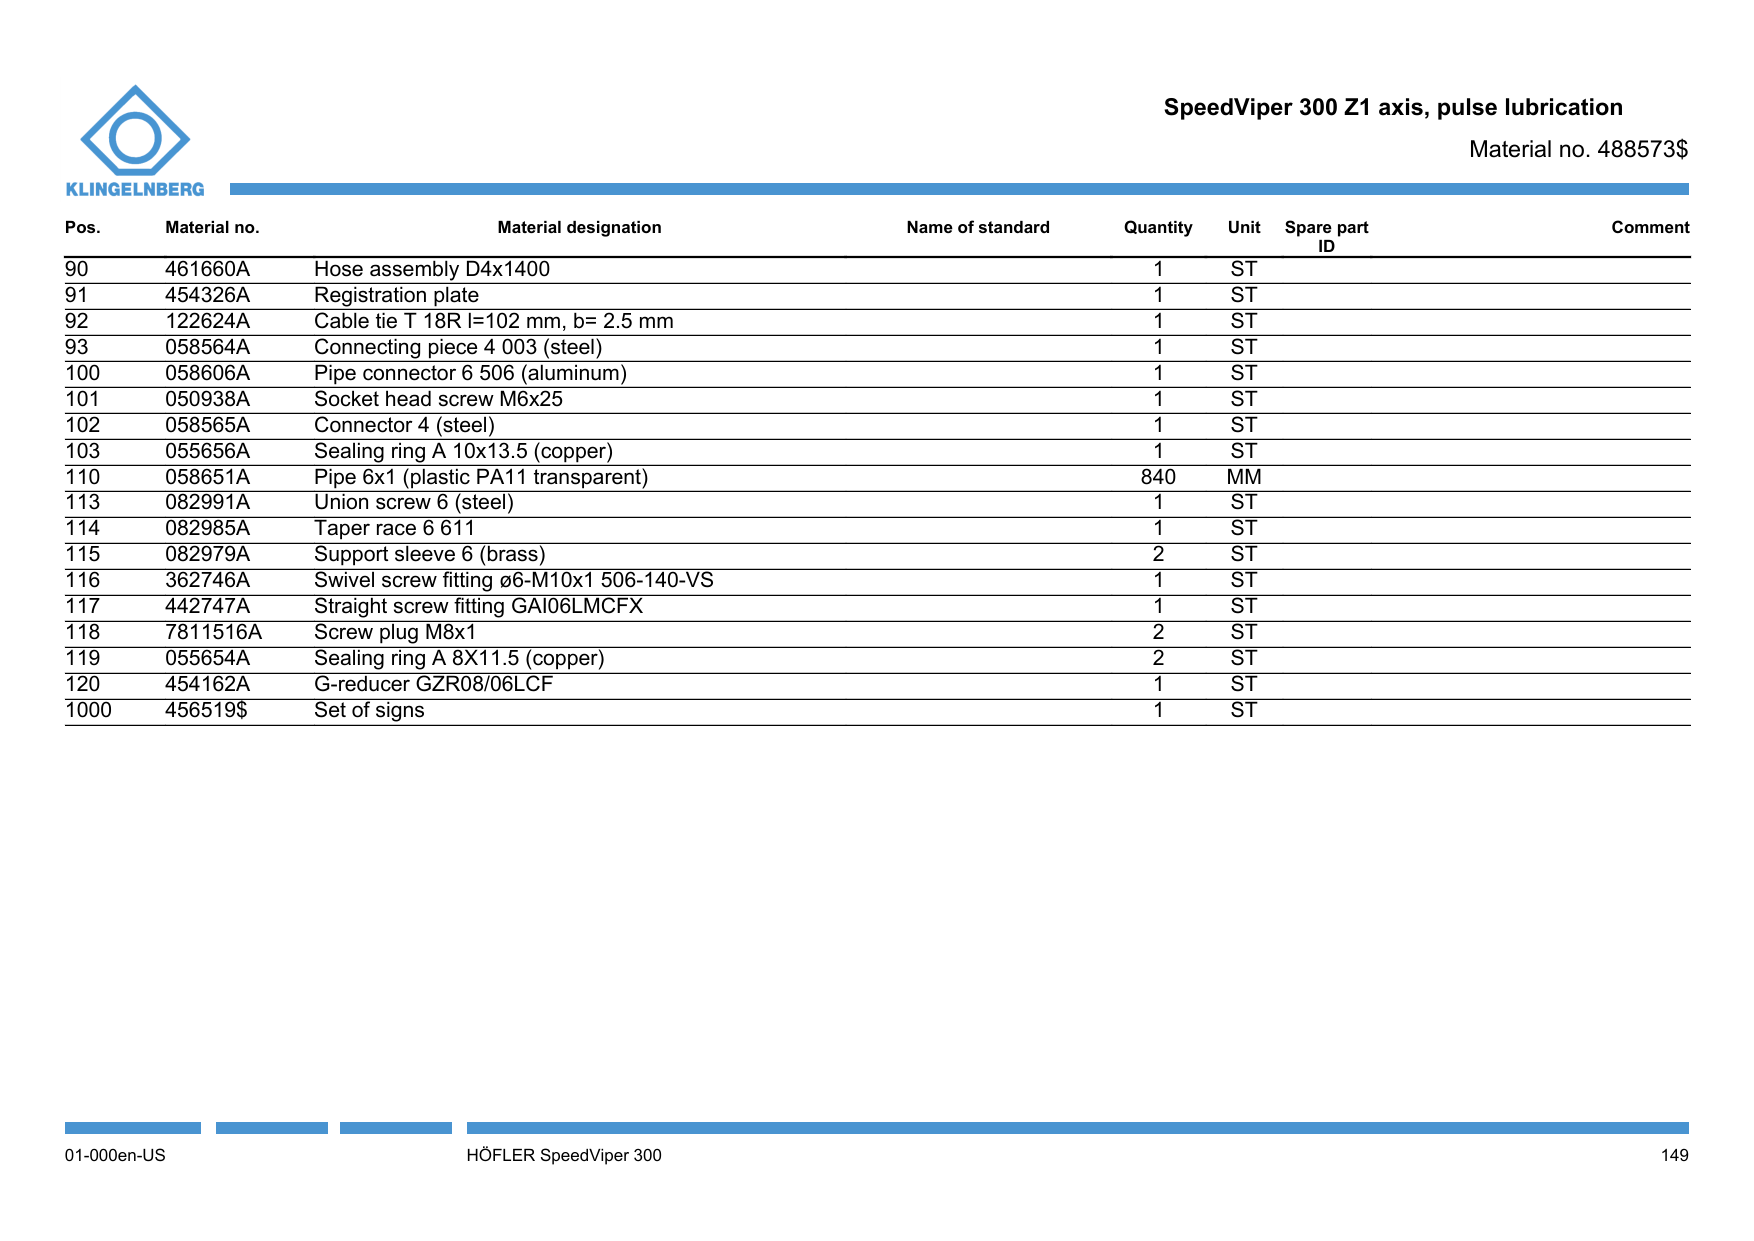 SpeedViper 300 Z1 axis, pulse lubrication
Material no. 488573$
KLINGELNBERG
Pos. Material no. Material designation Name of standard Quantity Unit Spare part ID Comment
90 461660A Hose assembly D4x1400 1 ST
91 454326A Registration plate 1 ST
92 122624A Cable tie T 18R l=102 mm, b= 2.5 mm 1 ST
93 058564A Connecting piece 4 003 (steel) 1 ST
100 058606A Pipe connector 6 506 (aluminum) 1 ST
101 050938A Socket head screw M6x25 1 ST
102 058565A Connector 4 (steel) 1 ST
103 055656A Sealing ring A 10x13.5 (copper) 1 ST
110 058651A Pipe 6x1 (plastic PA11 transparent) 840 MM
113 082991A Union screw 6 (steel) 1 ST
114 082985A Taper race 6 611 1 ST
115 082979A Support sleeve 6 (brass) 2 ST
116 362746A Swivel screw fitting ø6-M10x1 506-140-VS 1 ST
117 442747A Straight screw fitting GAI06LMCFX 1 ST
118 7811516A Screw plug M8x1 2 ST
119 055654A Sealing ring A 8X11.5 (copper) 2 ST
120 454162A G-reducer GZR08/06LCF 1 ST
1000 456519$ Set of signs 1 ST
01-000en-US HÖFLER SpeedViper 300 149